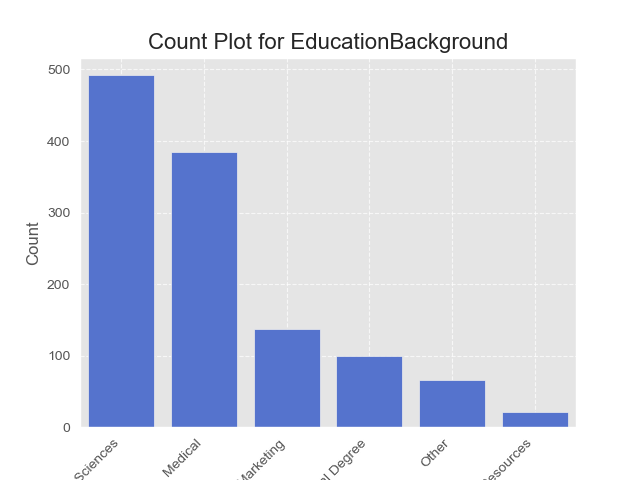 Count Plot for EducationBackground
500
400
300
200
100
0
Count
Sciences
Medical
Marketing
Degree
Other